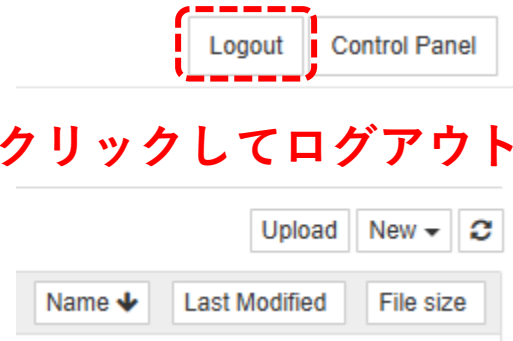 Logout Control Panel
クリックしてログアウト
Upload New
Name Last Modified File size